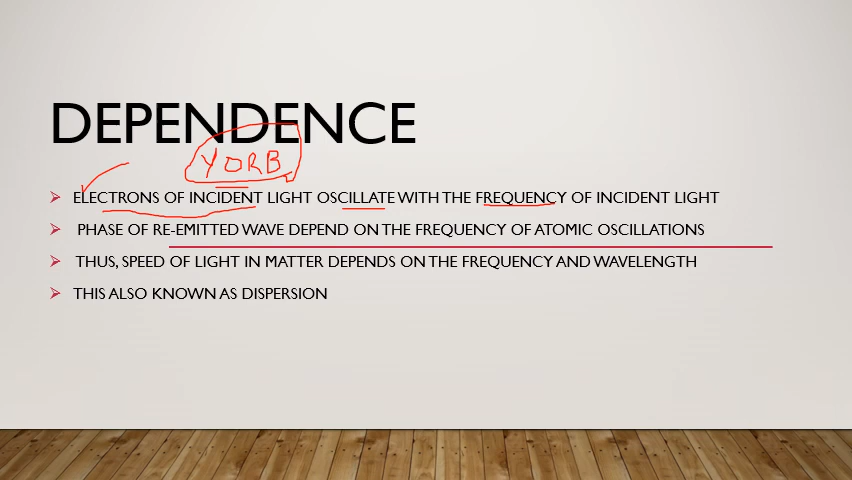 DEPENDENCE
YORB
ELECTRONS OF INCIDENT LIGHT OSCILLATE WITH THE FREQUENCY OF INCIDENT LIGHT
PHASE OF RE-EMITTED WAVE DEPEND ON THE FREQUENCY OF ATOMIC OSCILLATIONS
THUS, SPEED OF LIGHT IN MATTER DEPENDS ON THE FREQUENCY AND WAVELENGTH
THIS ALSO KNOWN AS DISPERSION